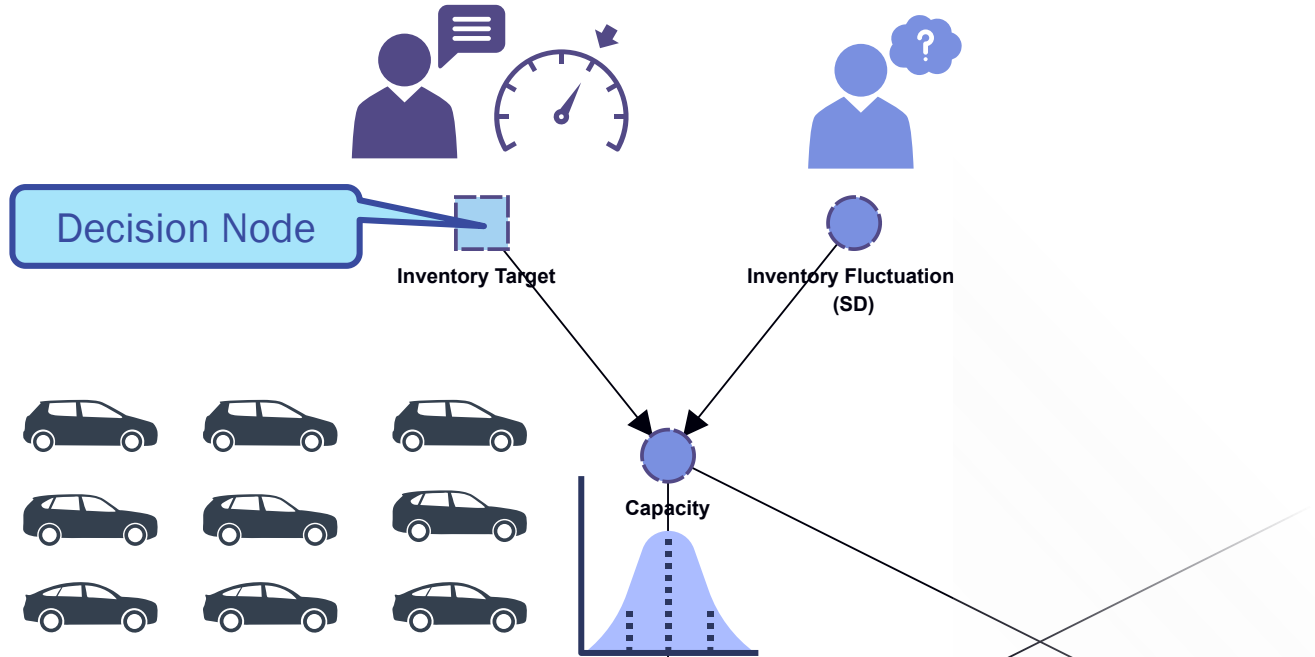 ?
Decision Node
Inventory Target
Inventory Fluctuation
(SD)
Capacity